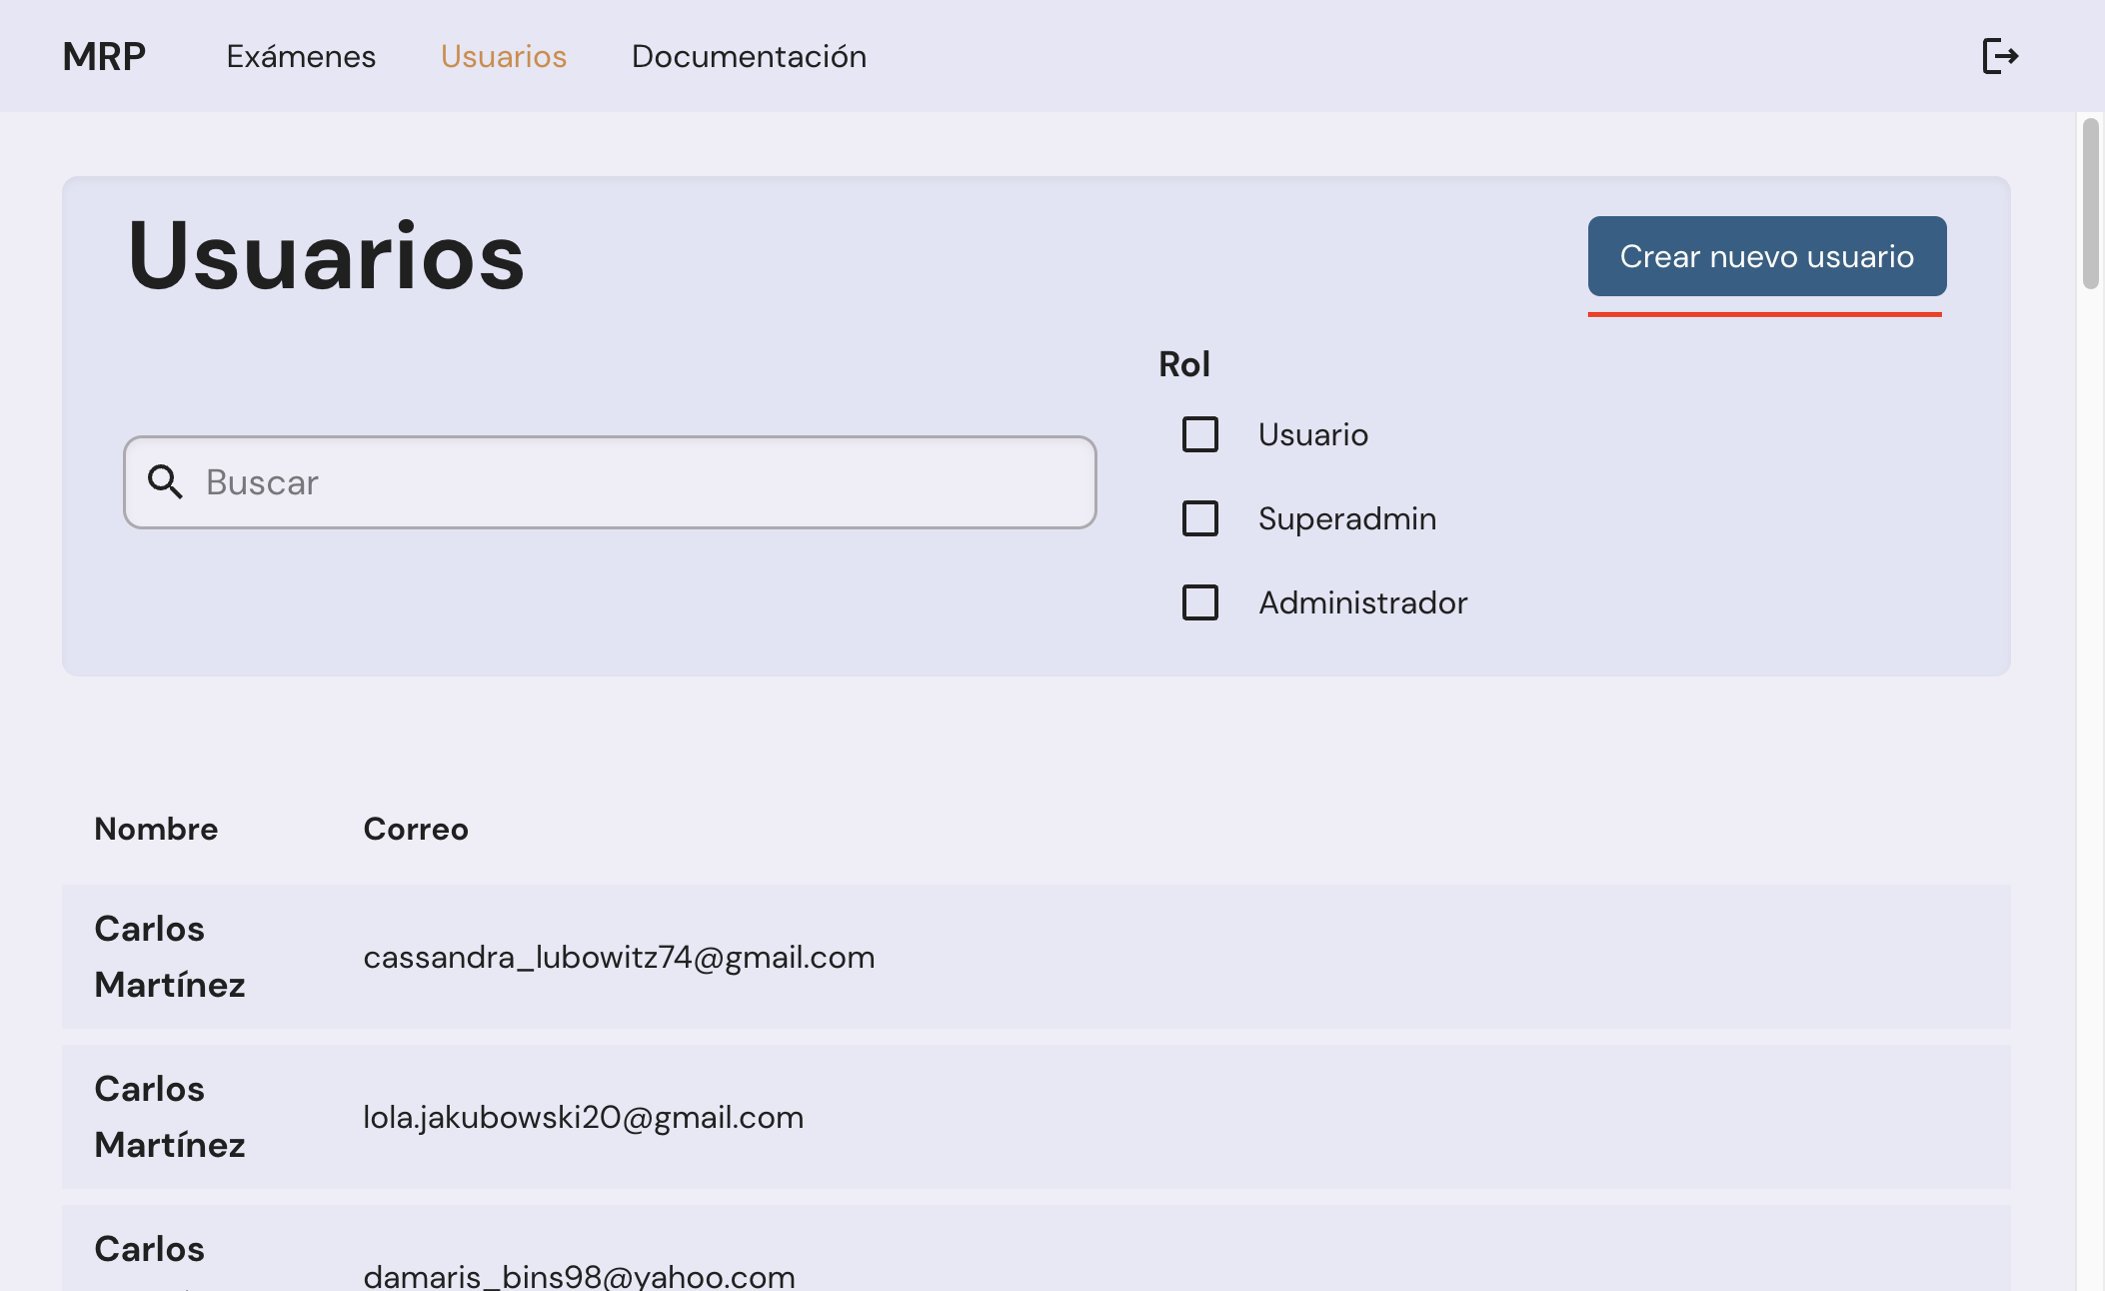 MRP Exámenes Usuarios Documentación
Usuarios
Crear nuevo usuario
Rol
Buscar
Usuario
Superadmin
Administrador
Nombre Correo
Carlos Martínez
cassandra_lubowitz74@gmail.com
Carlos Martínez
lola.jakubowski20@gmail.com
Carlos
damaris_bins98@yahoo.com